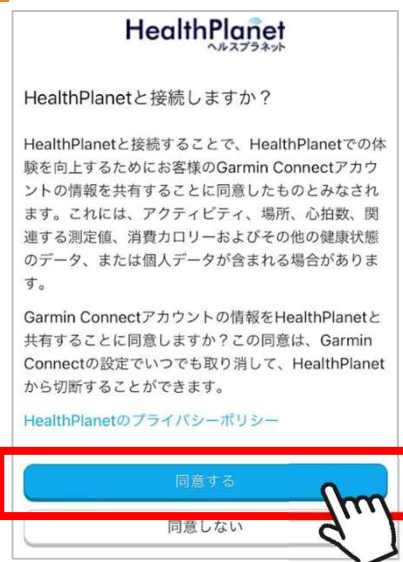 HealthPlanet
ヘルスプラネット
HealthPlanetと接続しますか？
HealthPlanetと接続することで、HealthPlanetでの体
験を向上するためにお客様のGarmin Connectアカウ
ントの情報を共有することに同意したものとみなされ
ます。これには、アクティビティ、場所、心拍数、関
連する測定値、消費カロリーおよびその他の健康状態
のデータ、または個人データが含まれる場合がありま
す。
Garmin Connectアカウントの情報をHealthPlanetと
共有することに同意しますか？この同意は、Garmin
Connectの設定でいつでも取り消して、HealthPlanet
から切断することができます。
HealthPlanetのプライバシーポリシー
同意する
同意しない